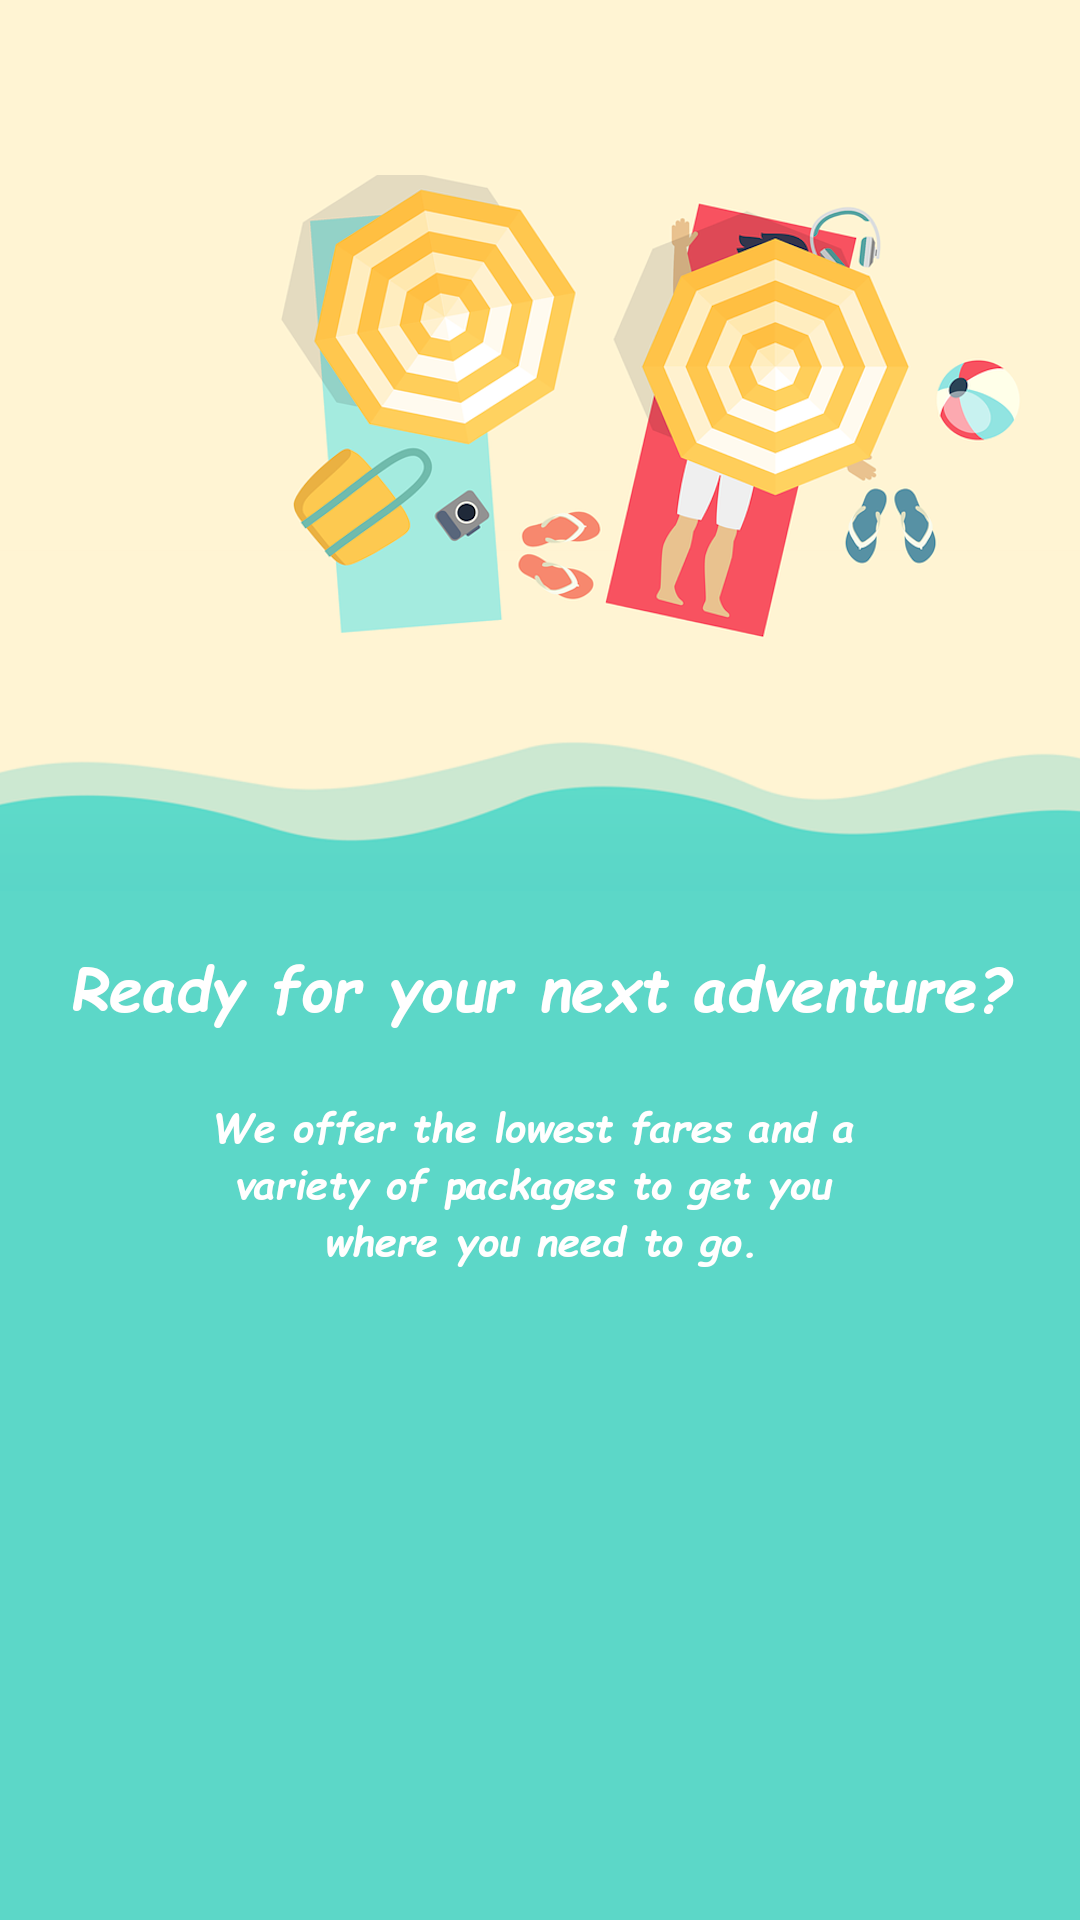 Ready for your next adventure?
We offer the lowest fares and a
variety of packages to get you
where you need to go.